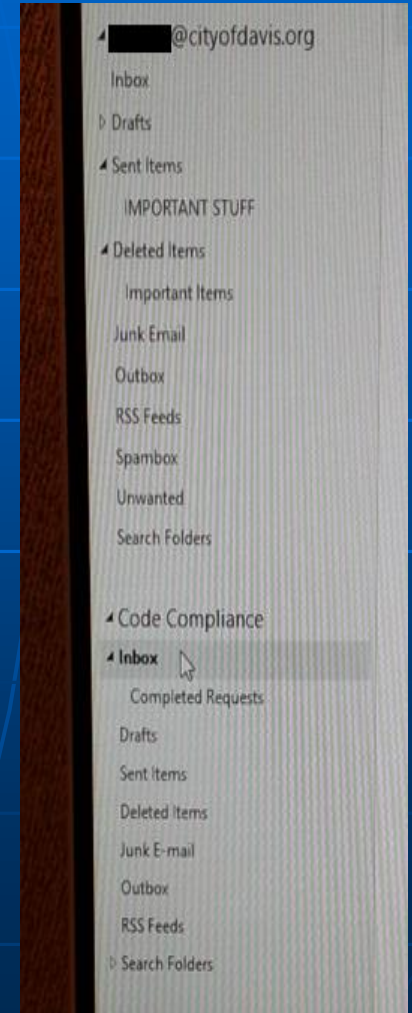 @cityofdavis.org
Inbox
Drafts
Sent Items
IMPORTANT STUFF
Deleted Items
Important Items
Junk Email
Outbox
RSS Feeds
Spambox
Unwanted
Search Folders
Code Compliance
Inbox
Completed Requests
Drafts
Sent Items
Deleted Items
Junk E-mail
Outbox
RSS Feeds
Search Folders